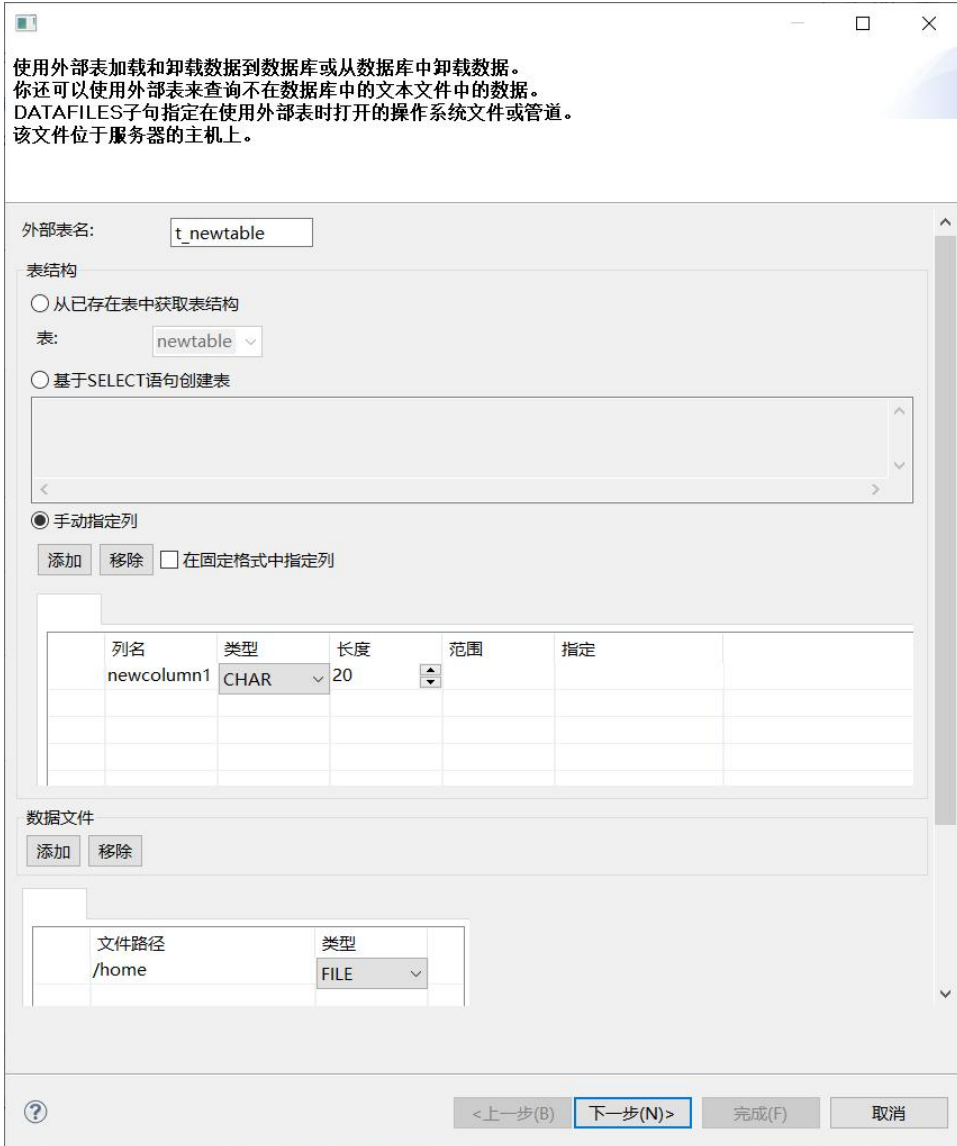 使用外部表加载和卸载数据到数据库或从数据库中卸载数据。
你还可以使用外部表来查询不在数据库中的文本文件中的数据。
DATAFILES子句指定在使用外部表时打开的操作系统文件或管道。
该文件位于服务器的主机上。
外部表名: t_newtable
表结构
从已存在表中获取表结构
表: newtable
基于SELECT语句创建表
手动指定列
添加 移除 在固定格式中指定列
列名 类型 长度 范围 指定
newcolumn1 CHAR 20
数据文件
添加 移除
文件路径 类型
/home FILE
<上一步(B) 下一步(N)> 完成(F) 取消